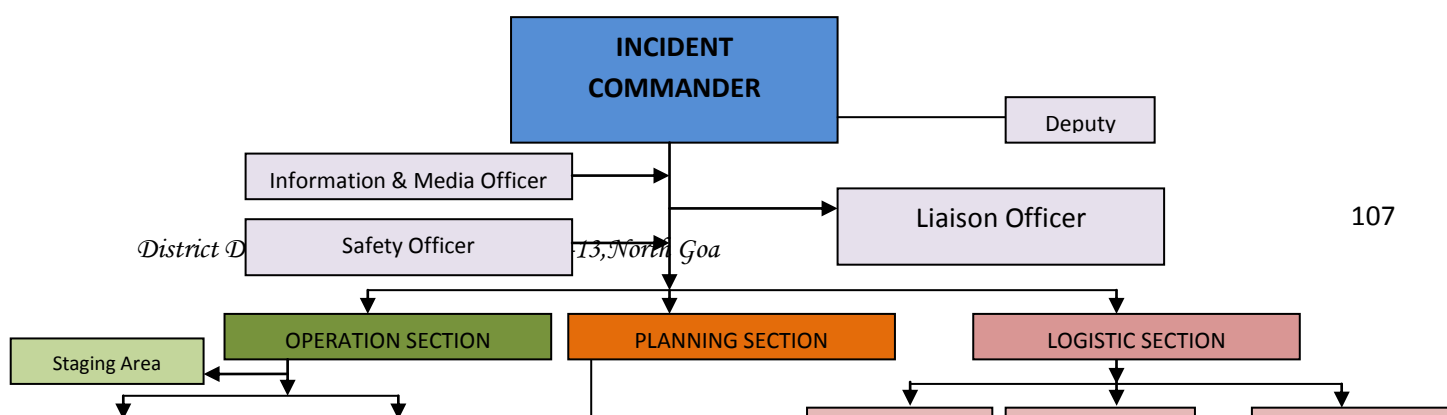 INCIDENT
COMMANDER
Deputy
Information & Media Officer
Liaison Officer
107
Safety Officer
District D
-13,North Goa
OPERATION SECTION
PLANNING SECTION
LOGISTIC SECTION
Staging Area